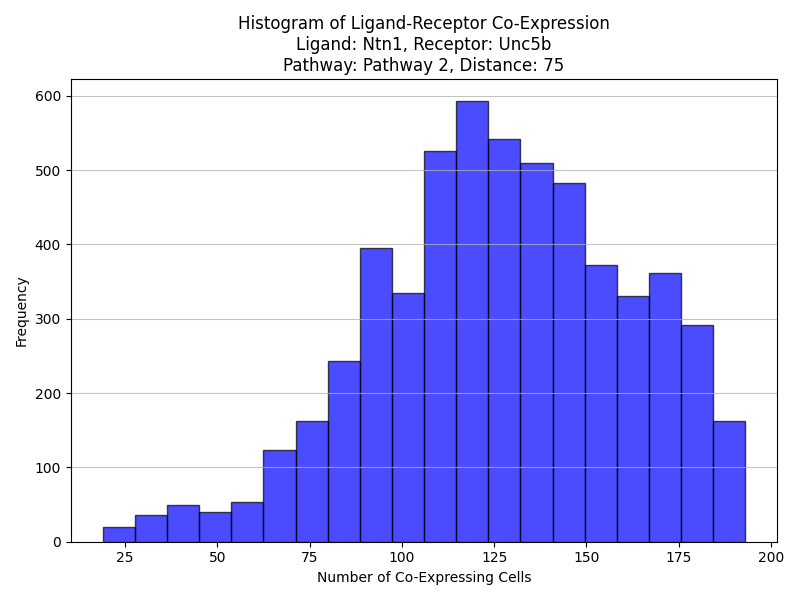 Histogram of Ligand-Receptor Co-Expression
Ligand: Ntn1, Receptor: Unc5b
Pathway: Pathway 2, Distance: 75
600
500
400
300
200
100
0
Frequency
25 50 75 100 125 150 175 200
Number of Co-Expressing Cells